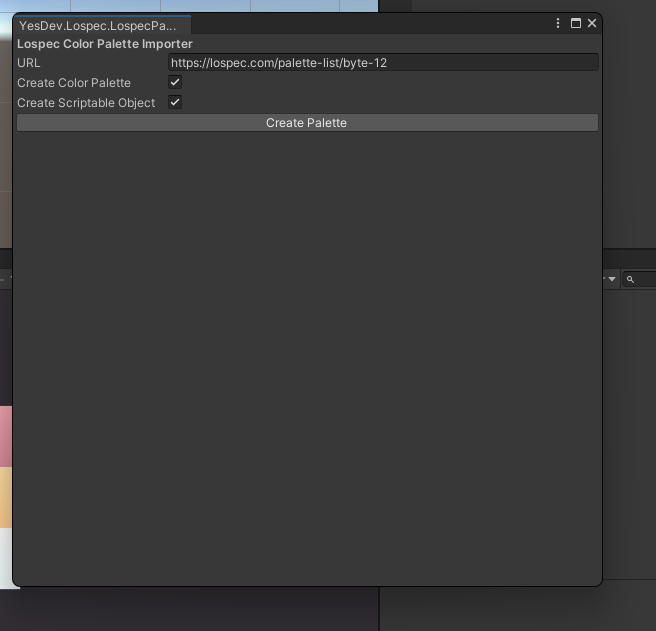 YesDev.Lospec.LospecPa...
Lospec Color Palette Importer
URL https://lospec.com/palette-list/byte-12
Create Color Palette
Create Scriptable Object
Create Palette